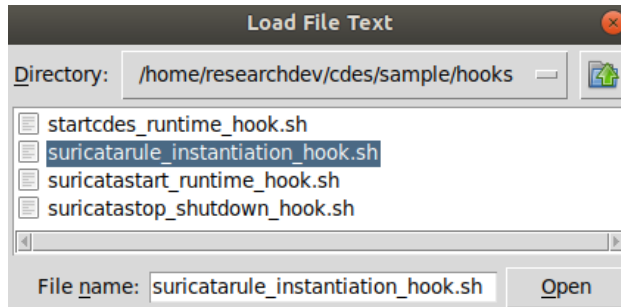 Load File Text
Directory: /home/researchdev/cdes/sample/hooks
startcdes_runtime_hook.sh
suricatarule_instantiation_hook.sh
suricatastart_runtime_hook.sh
suricatastop_shutdown_hook.sh
File name: suricatarule_instantiation_hook.sh Open